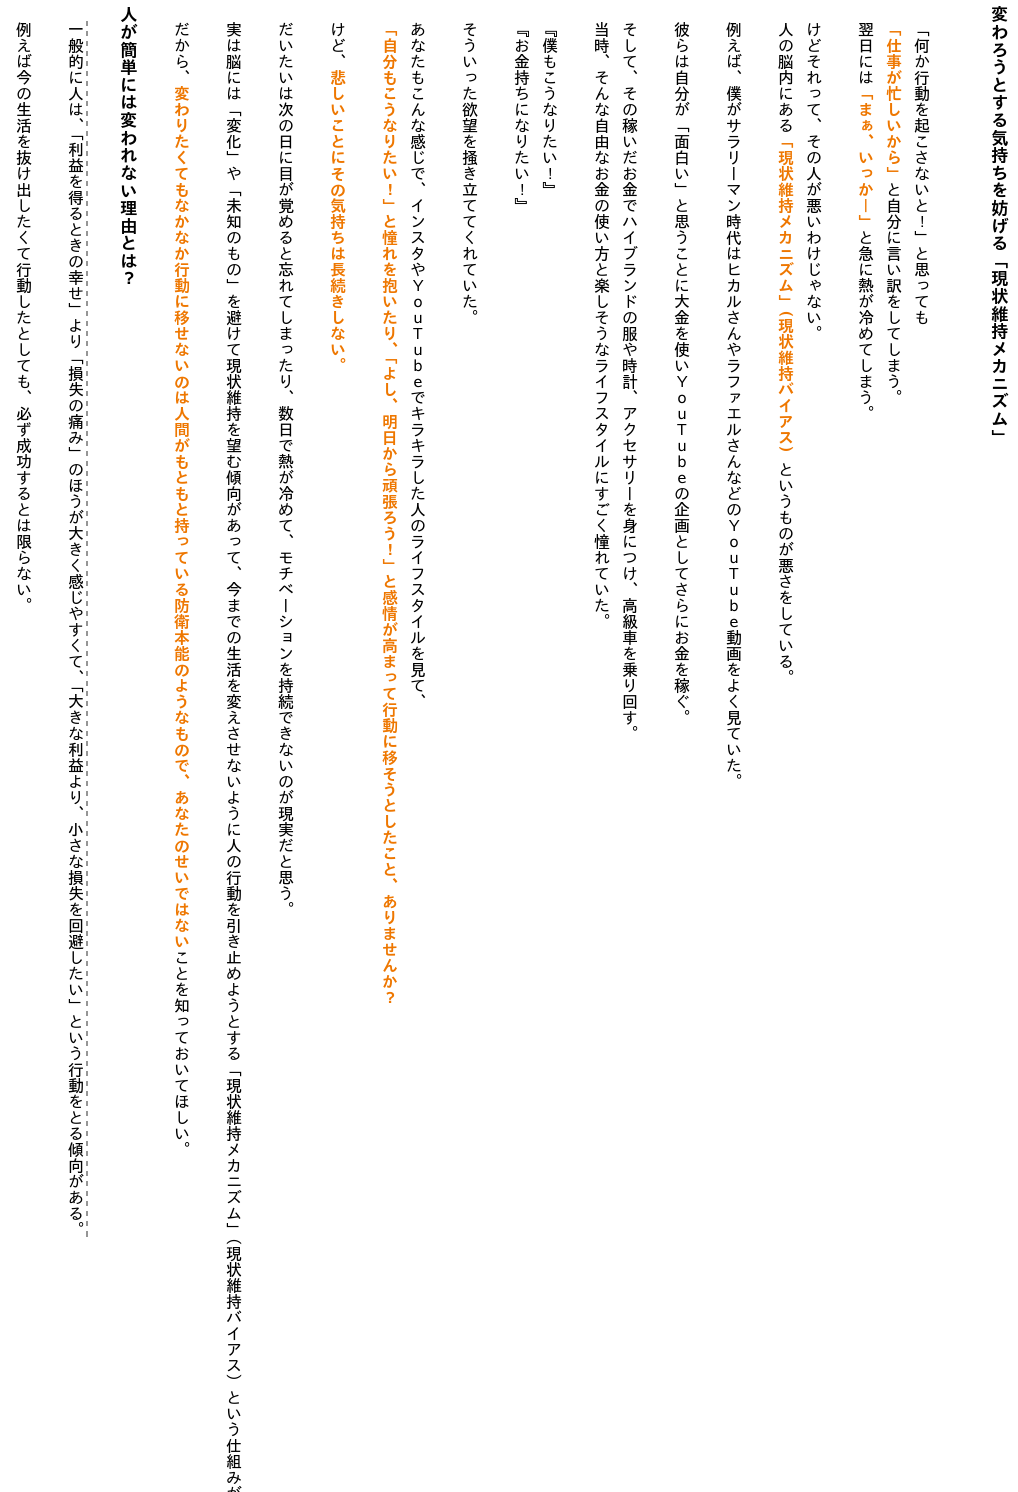 変わろうとする気持ちを妨げる「現状維持メカニズム」
「何か行動を起こさないと！」と思っても
「仕事が忙しいから」と自分に言い訳をしてしまう。
翌日には「まぁ、いっかー」と急に熱が冷めてしまう。
けどそれって、その人が悪いわけじゃない。
人の脳内にある「現状維持メカニズム」（現状維持バイアス）というものが悪さをしている。
例えば、僕がサラリーマン時代はヒカルさんやラファエルさんなどのＹｏｕＴｕｂｅ動画をよく見ていた。
彼らは自分が「面白い」と思うことに大金を使いＹｏｕＴｕｂｅの企画としてさらにお金を稼ぐ。
そして、その稼いだお金でハイブランドの服や時計、アクセサリーを身につけ、高級車を乗り回す。
当時、そんな自由なお金の使い方と楽しそうなライフスタイルにすごく憧れていた。
『僕もこうなりたい！』
『お金持ちになりたい！』
そういった欲望を掻き立ててくれていた。
あなたもこんな感じで、インスタやＹｏｕＴｕｂｅでキラキラした人のライフスタイルを見て、
「自分もこうなりたい！」と憧れを抱いたり、「よし、明日から頑張ろう！」と感情が高まって行動に移そうとしたこと、ありませんか？
けど、悲しいことにその気持ちは長続きしない。
だいたいは次の日に目が覚めると忘れてしまったり、数日で熱が冷めて、モチベーションを持続できないのが現実だと思う。
実は脳には「変化」や「未知のもの」を避けて現状維持を望む傾向があって、今までの生活を変えさせないように人の行動を引き止めようとする「現状維持メカニズム」（現状維持バイアス）という仕組みが
だから、変わりたくてもなかなか行動に移せないのは人間がもともと持っている防衛本能のようなもので、あなたのせいではないことを知っておいてほしい。
人が簡単には変われない理由とは？
一般的に人は、「利益を得るときの幸せ」より「損失の痛み」のほうが大きく感じやすくて、「大きな利益より、小さな損失を回避したい」という行動をとる傾向がある。
例えば今の生活を抜け出したくて行動したとしても、必ず成功するとは限らない。